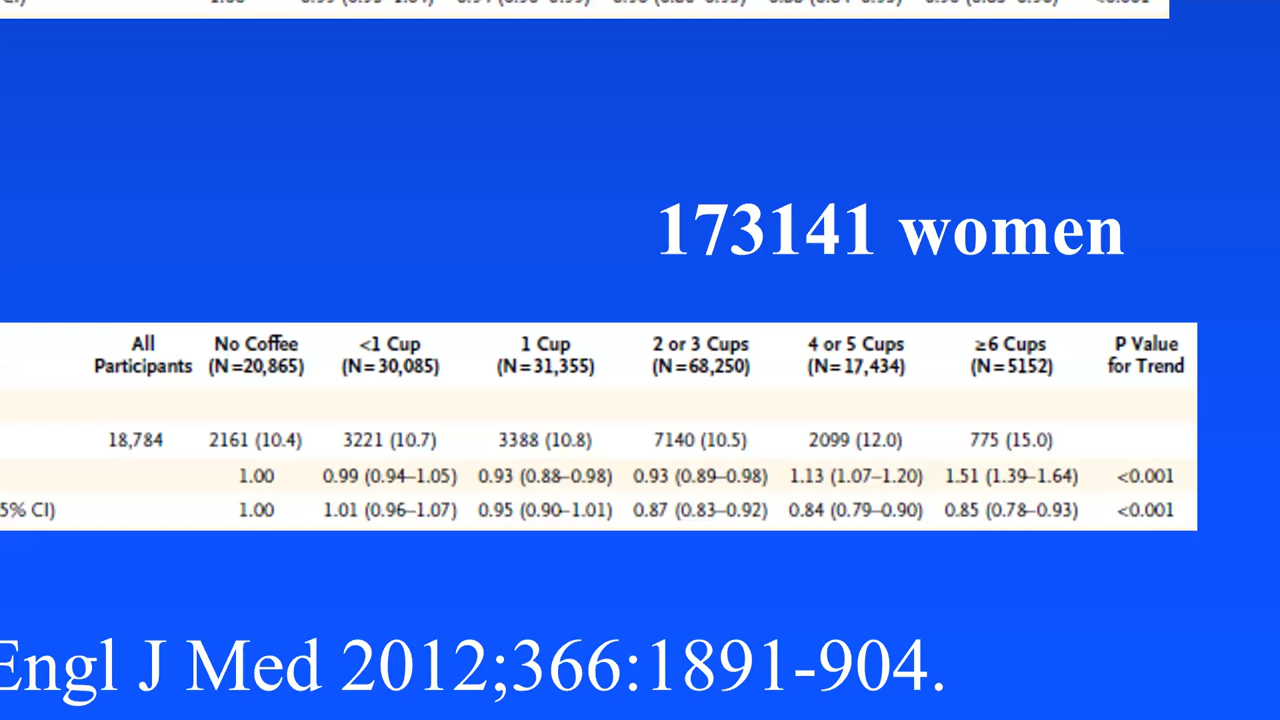 173141 women
All No Coffee <1 Cup 1 Cup 2 or 3 Cups 4 or 5 Cups ≥6 Cups P Value
Participants (N=20,865) (N=30,085) (N=31,355) (N=68,250) (N=17,434) (N=5152) for Trend
18,784 2161 (10.4) 3221 (10.7) 3388 (10.8) 7140 (10.5) 2099 (12.0) 775 (15.0)
1.00 0.99 (0.94–1.05) 0.93 (0.88–0.98) 0.93 (0.89–0.98) 1.13 (1.07–1.20) 1.51 (1.39–1.64) <0.001
5% CI) 1.00 1.01 (0.96–1.07) 0.95 (0.90–1.01) 0.87 (0.83–0.92) 0.84 (0.79–0.90) 0.85 (0.78–0.93) <0.001
Engl J Med 2012;366:1891-904.